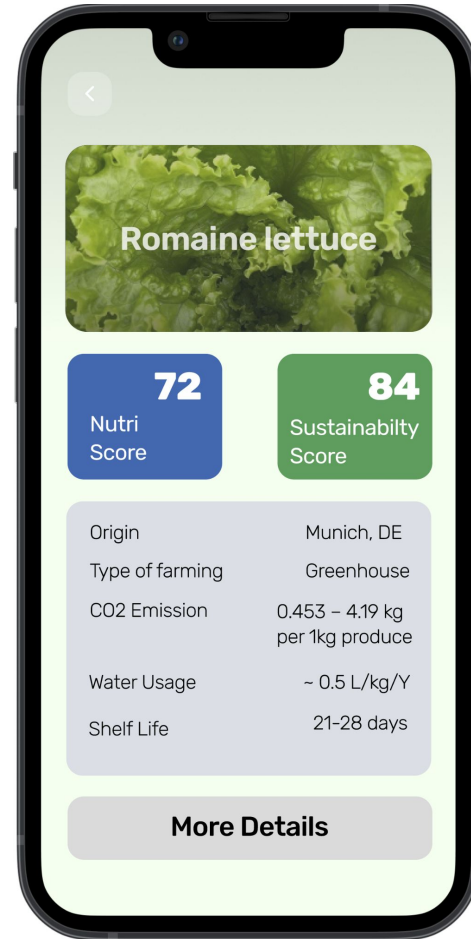 Romaine lettuce
72
Nutri
Score
84
Sustainabilty
Score
Origin Munich, DE
Type of farming Greenhouse
CO2 Emission 0.453 – 4.19 kg
per 1kg produce
Water Usage ~ 0.5 L/kg/Y
Shelf Life 21-28 days
More Details